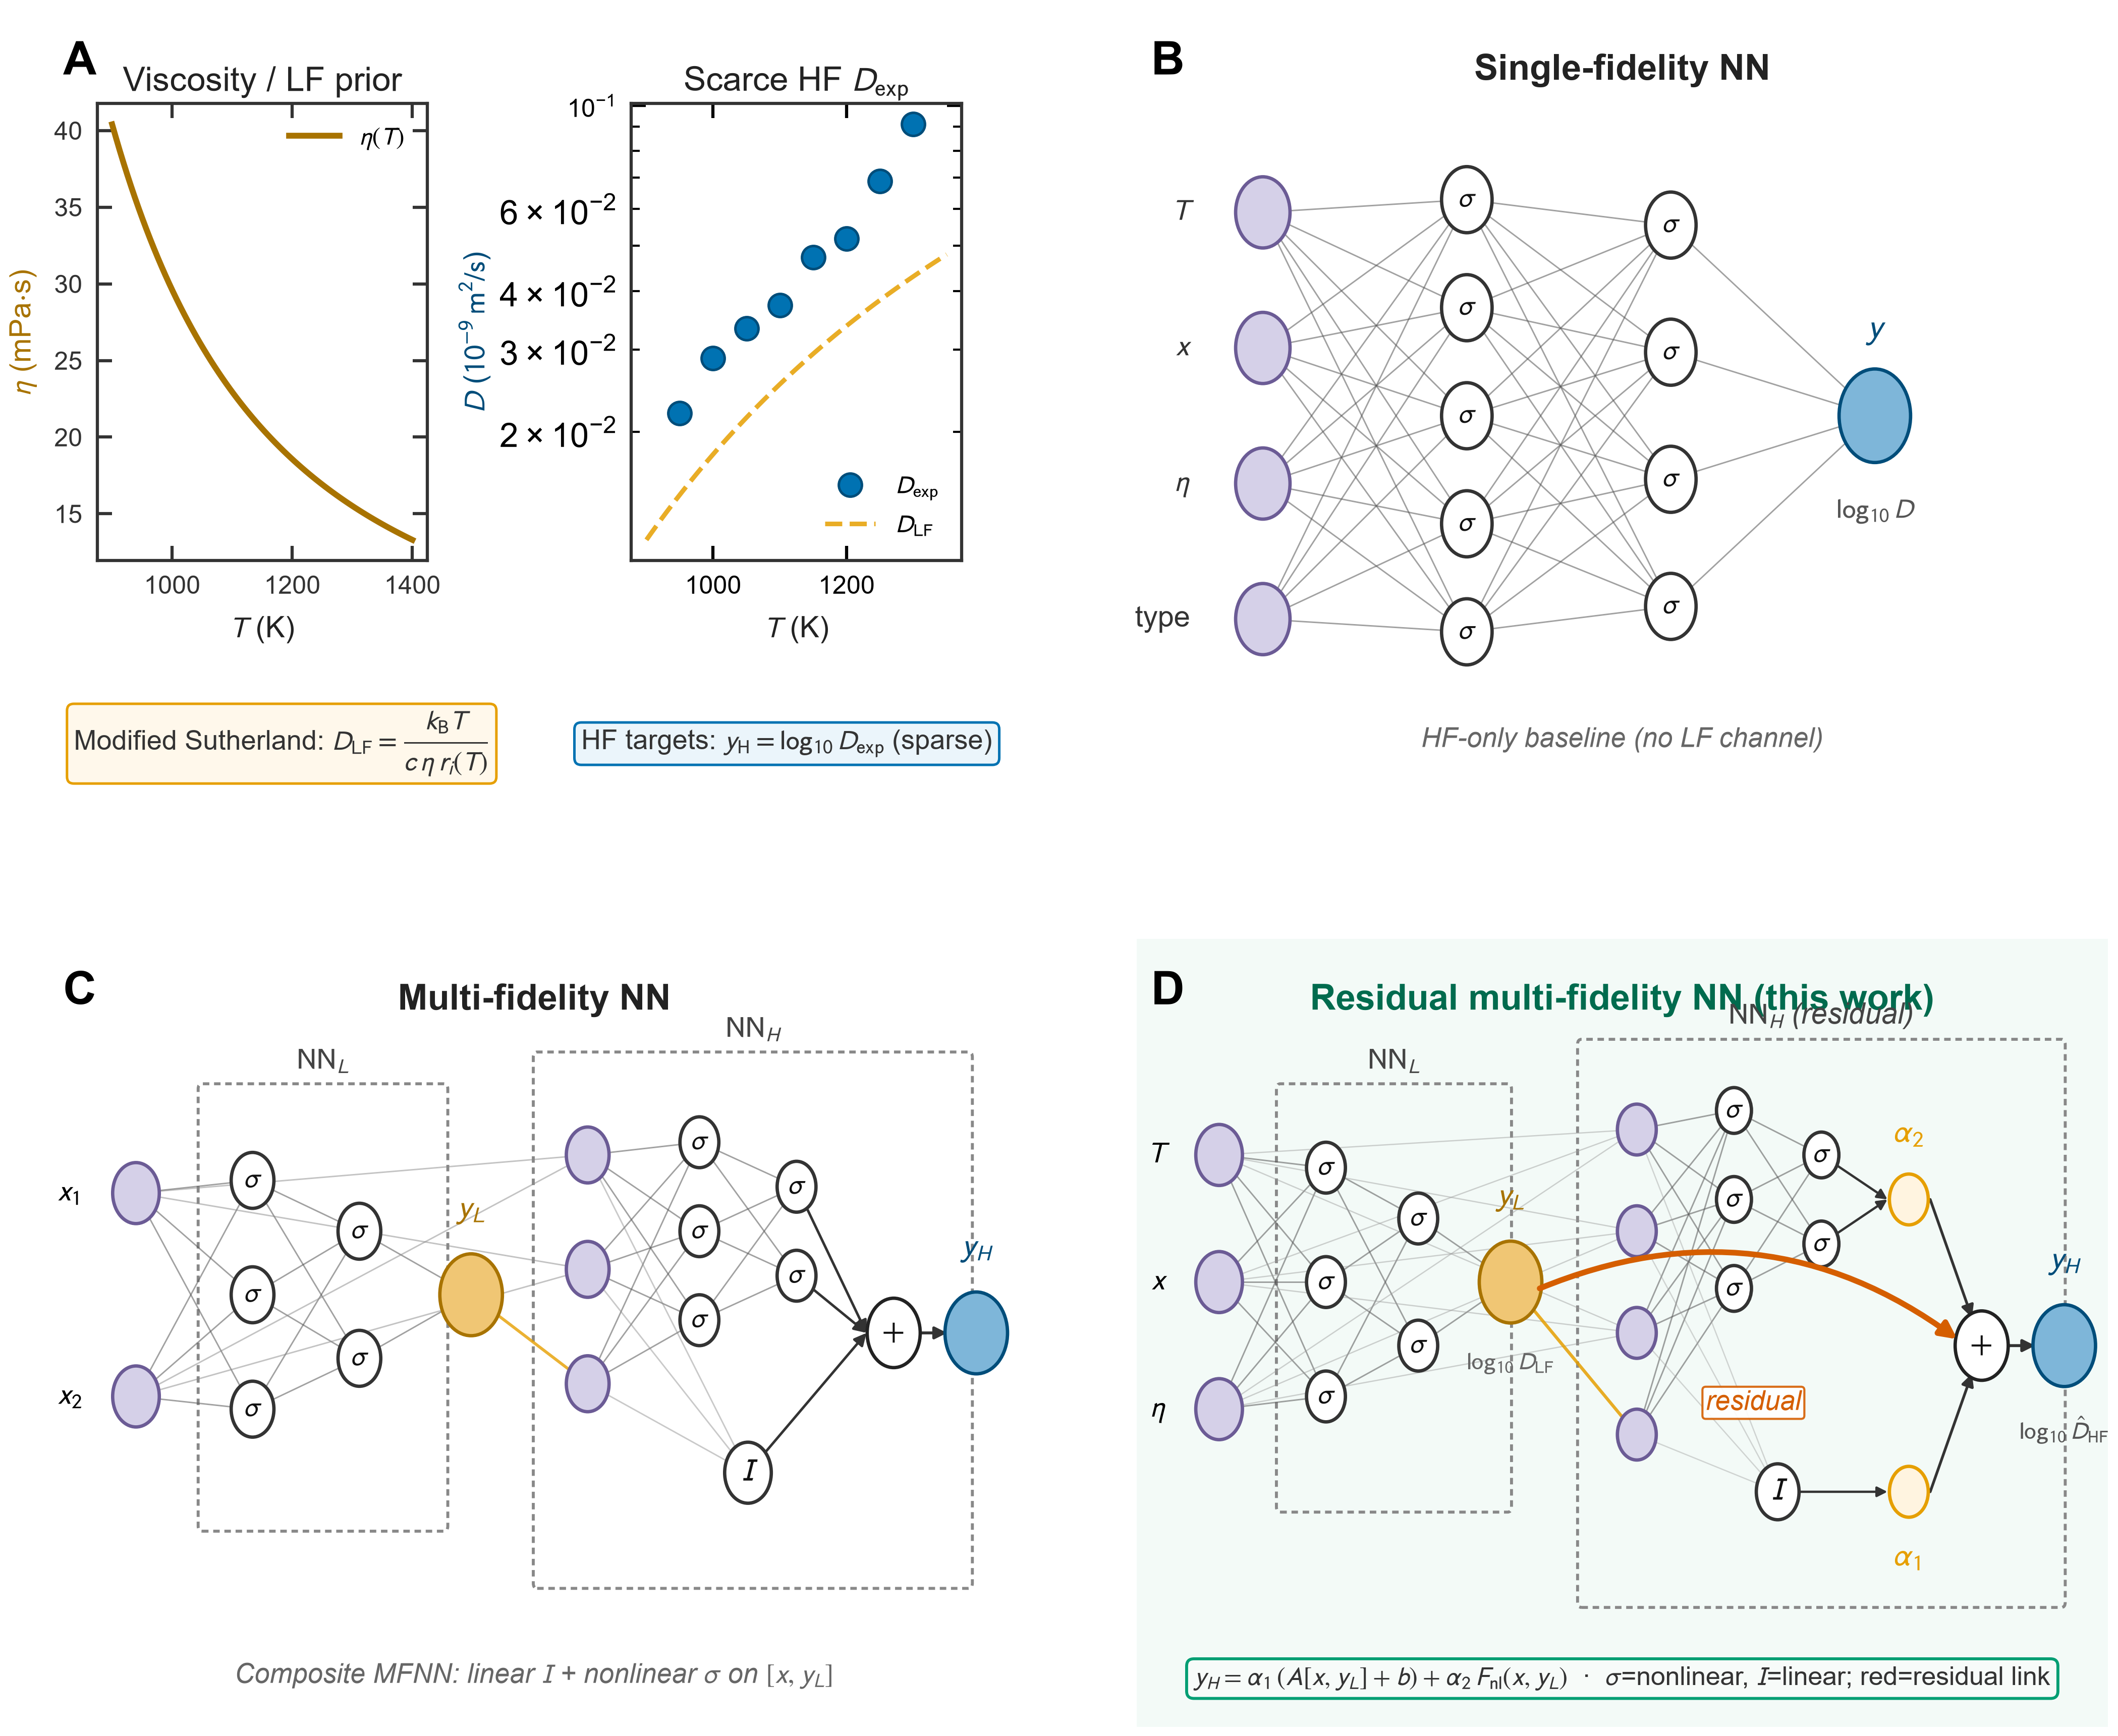 A
Viscosity / LF prior
η(T)
40
35
30
25
20
15
η (mPa·s)
1000
1200
1400
T (K)
Scarce HF D_exp
10⁻¹
6 × 10⁻²
4 × 10⁻²
3 × 10⁻²
2 × 10⁻²
D (10⁻⁹ m²/s)
D_exp
D_LF
1000
1200
T (K)
Modified Sutherland: D_LF = k_B T / c η r_i(T)
HF targets: y_H = log₁₀ D_exp (sparse)
B
Single-fidelity NN
T
x
η
type
σ
σ
σ
σ
σ
σ
σ
σ
σ
y
log₁₀ D
HF-only baseline (no LF channel)
C
Multi-fidelity NN
NN_L
NN_H
x₁
x₂
σ
σ
σ
σ
σ
y_L
σ
σ
σ
σ
σ
I
+
y_H
Composite MFNN: linear I + nonlinear σ on [x, y_L]
D
Residual multi-fidelity NN (this work)
NN_H (residual)
NN_L
T
x
η
σ
σ
σ
σ
σ
y_L
log₁₀ D_LF
σ
σ
σ
σ
σ
α₂
residual
I
α₁
+
y_H
log₁₀ D̂_HF
y_H = α₁ (A[x, y_L] + b) + α₂ F_nl(x, y_L) · σ=nonlinear, I=linear; red=residual link